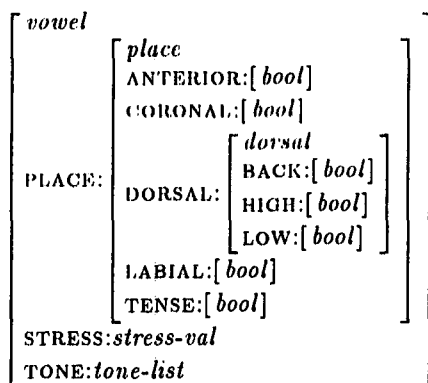 vowel
place
ANTERIOR:[bool]
CORONAL:[bool]
dorsal
BACK:[bool]
PLACE:
DORSAL:
HIGH:[bool]
LOW:[bool]
LABIAL:[bool]
TENSE:[bool]
STRESS:stress-val
TONE:tone-list